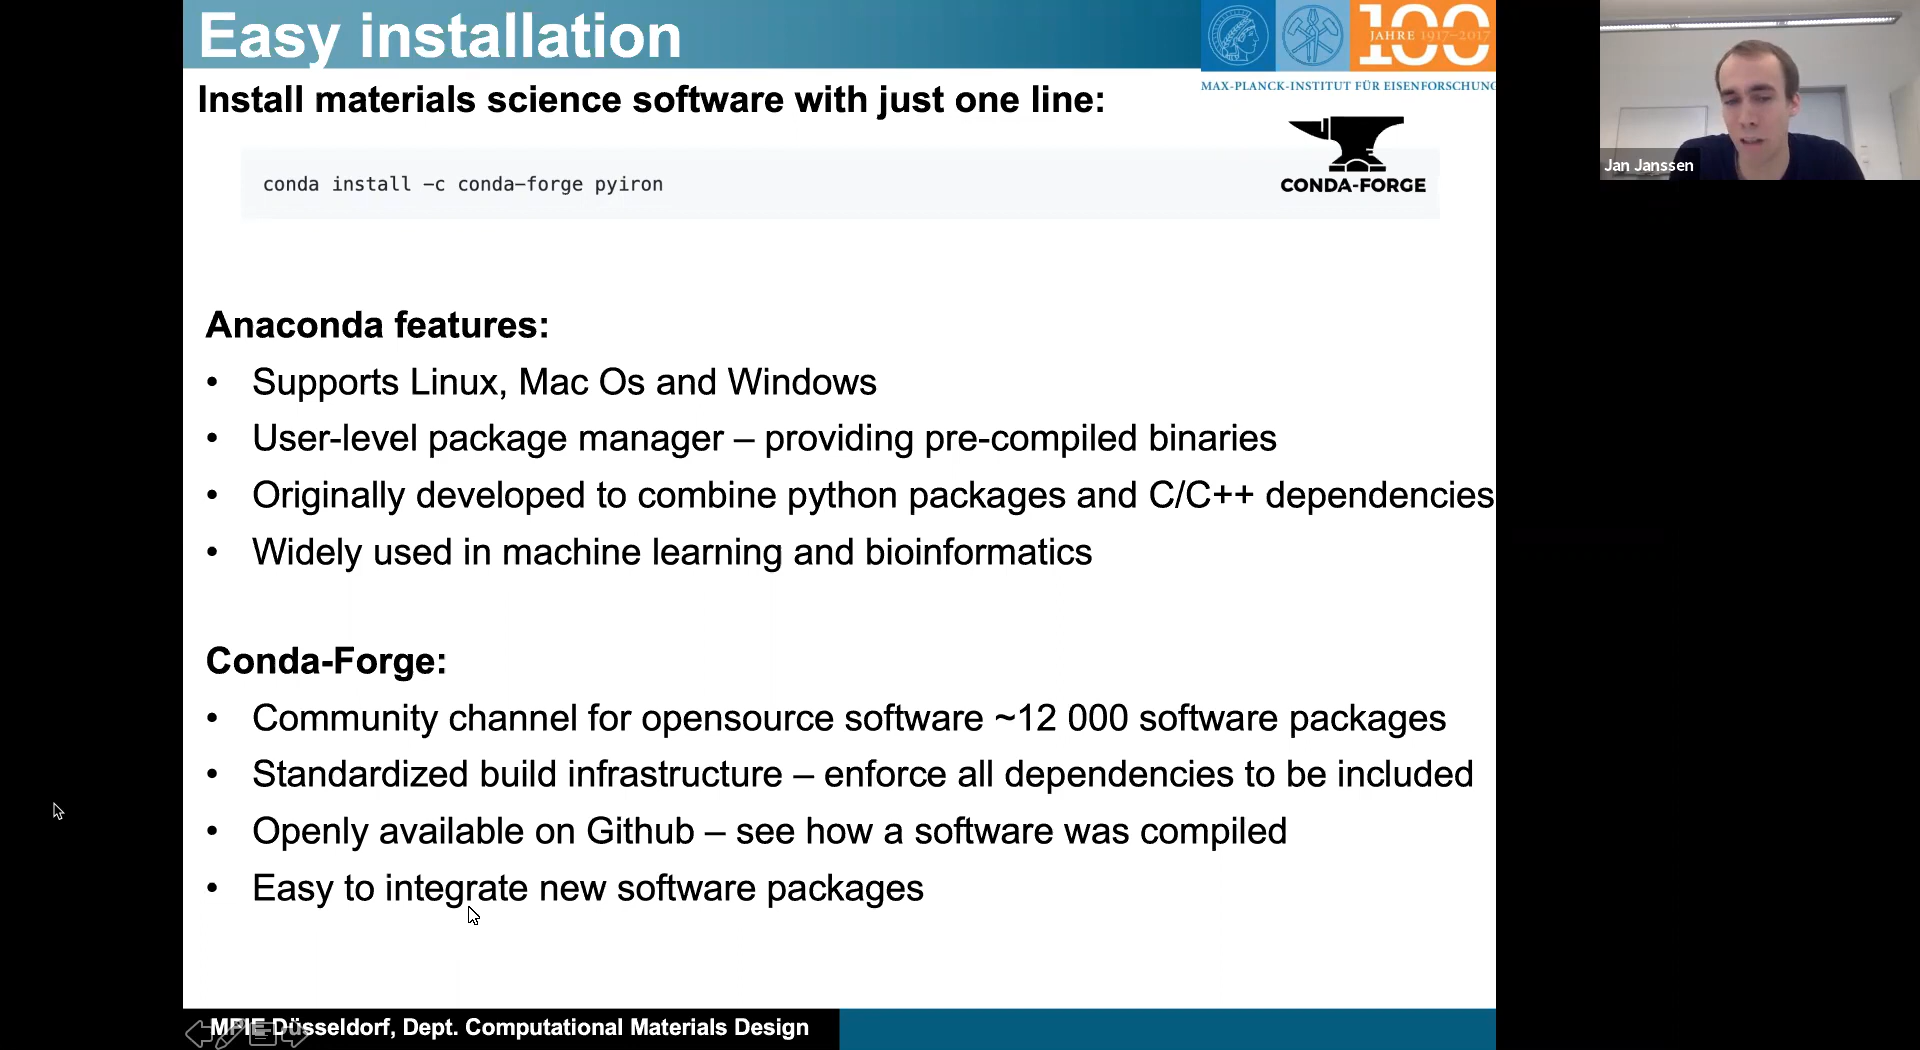 Easy installation
100
JAHRE 1917–2017
MAX-PLANCK-INSTITUT FÜR EISENFORSCHUNG
Install materials science software with just one line:
conda install -c conda-forge pyiron
CONDA-FORGE
Jan Janssen
Anaconda features:
• Supports Linux, Mac Os and Windows
• User-level package manager – providing pre-compiled binaries
• Originally developed to combine python packages and C/C++ dependencies
• Widely used in machine learning and bioinformatics
Conda-Forge:
• Community channel for opensource software ~12 000 software packages
• Standardized build infrastructure – enforce all dependencies to be included
• Openly available on Github – see how a software was compiled
• Easy to integrate new software packages
MPIE Düsseldorf, Dept. Computational Materials Design